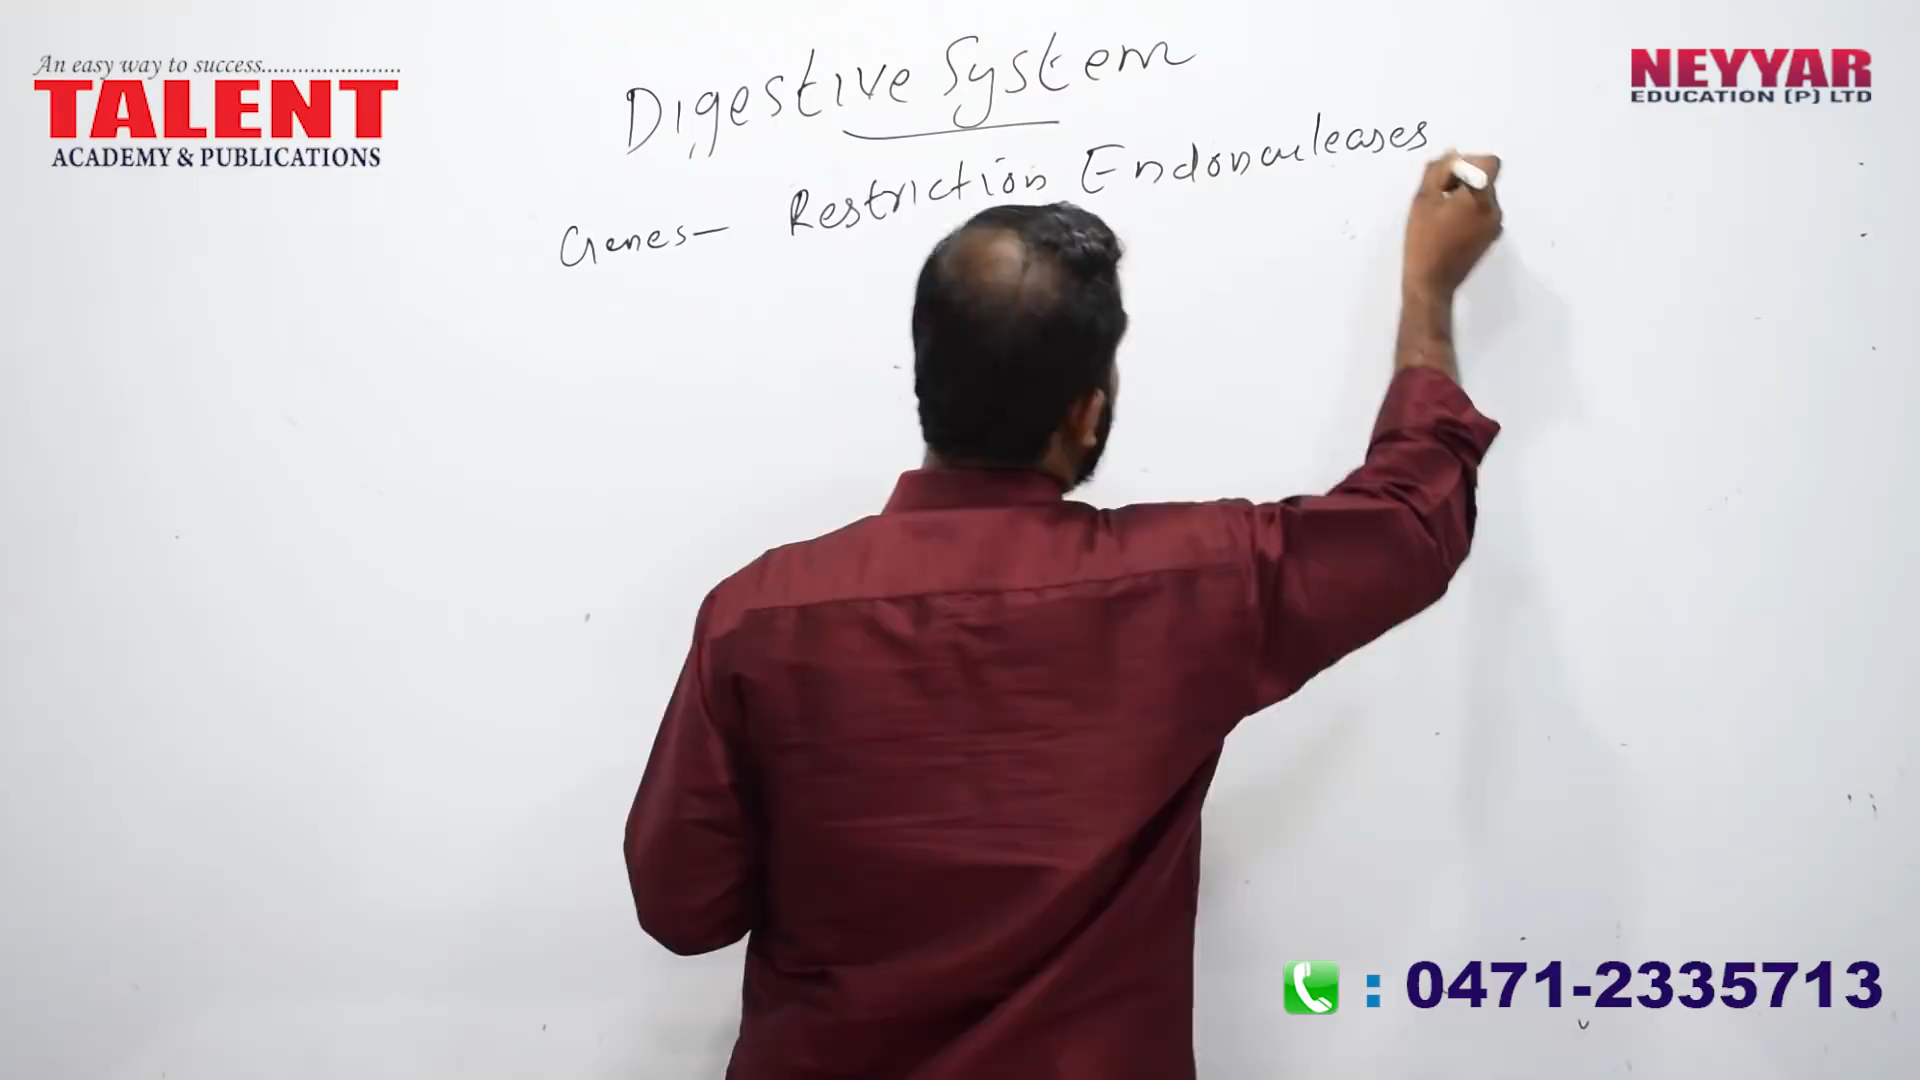 An easy way to success......................
TALENT
ACADEMY & PUBLICATIONS
NEYYAR
EDUCATION (P) LTD
Digestive System
Genes- Restriction Endonucleases
: 0471-2335713